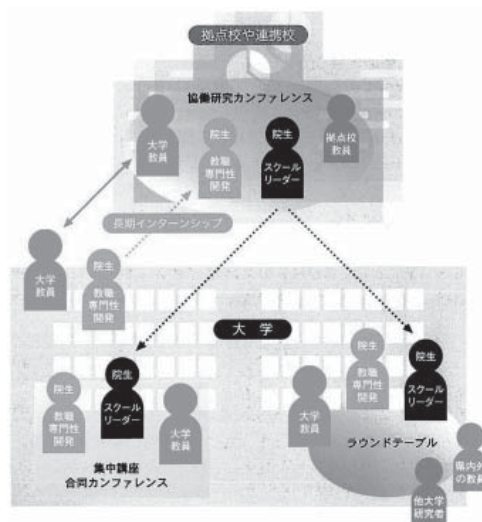 拠点校や連携校
協働研究カンファレンス
大学
教員
院生
教職
専門性
開発
院生
スクール
リーダー
拠点校
教員
長期インターンシップ
大学
教員
院生
教職
専門性
開発
大学
院生
教職
専門性
開発
院生
スクール
リーダー
大学
教員
集中講座
合同カンファレンス
大学
教員
院生
教職
専門性
開発
院生
スクール
リーダー
ラウンドテーブル
県内外
の教員
他大学
研究者